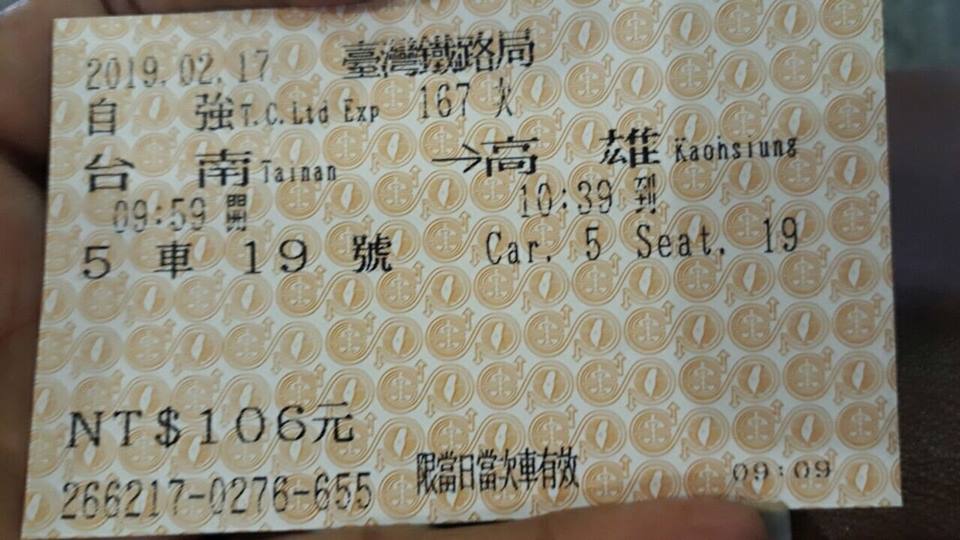 臺灣鐵路局
2019.02.17
自 強 T.C.Ltd Exp 167 次
台 南 Tainan →高 雄 Kaohsiung
09:59 開 10:39 到
5 車 19 號 Car. 5 Seat. 19
NT$106元
266217-0276-655 限當日當次車有效 09:09